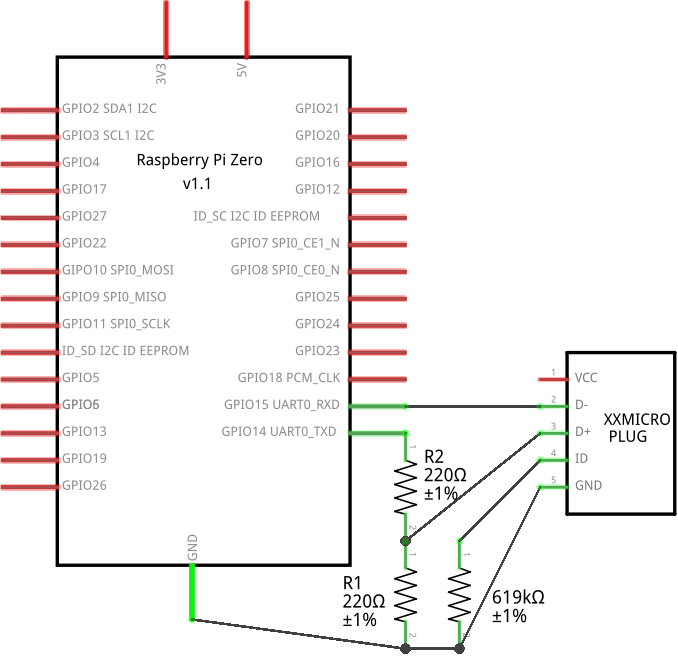 3V3
5V
GPIO2 SDA1 I2C
GPIO21
GPIO3 SCL1 I2C
GPIO20
GPIO4
Raspberry Pi Zero
GPIO16
v1.1
GPIO17
GPIO12
GPIO27
ID_SC I2C ID EEPROM
GPIO22
GPIO7 SPI0_CE1_N
GIPO10 SPI0_MOSI
GPIO8 SPI0_CE0_N
GPIO9 SPI0_MISO
GPIO25
GPIO11 SPI0_SCLK
GPIO24
ID_SD I2C ID EEPROM
GPIO23
GPIO5
GPIO18 PCM_CLK
1
VCC
GPIO6
GPIO15 UART0_RXD
2
D-
XXMICRO
PLUG
GPIO13
GPIO14 UART0_TXD
3
D+
GPIO19
4
ID
GPIO26
5
GND
1
R2
220Ω
±1%
2
GND
1
R1
220Ω
±1%
2
1
619kΩ
±1%
2